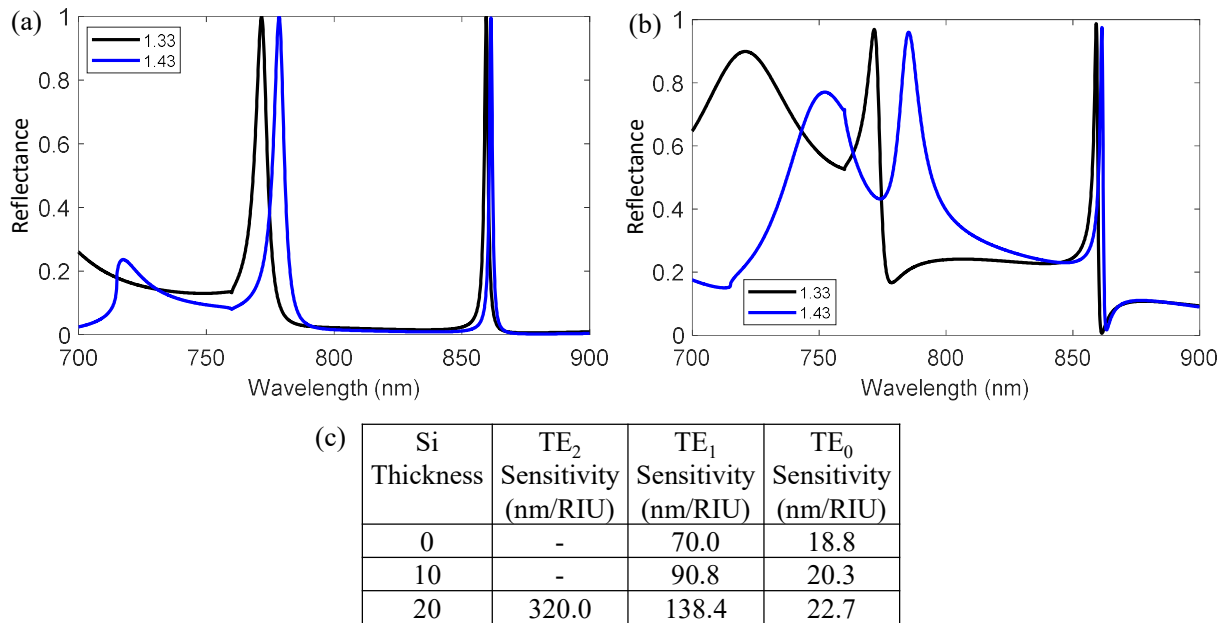 (a)
1
0.8
0.6
0.4
0.2
0
Reflectance
1.33
1.43
700 750 800 850 900
Wavelength (nm)
(b)
1
0.8
0.6
0.4
0.2
0
Reflectance
1.33
1.43
700 750 800 850 900
Wavelength (nm)
(c)
Si Thickness TE₂ Sensitivity (nm/RIU) TE₁ Sensitivity (nm/RIU) TE₀ Sensitivity (nm/RIU)
0 - 70.0 18.8
10 - 90.8 20.3
20 320.0 138.4 22.7